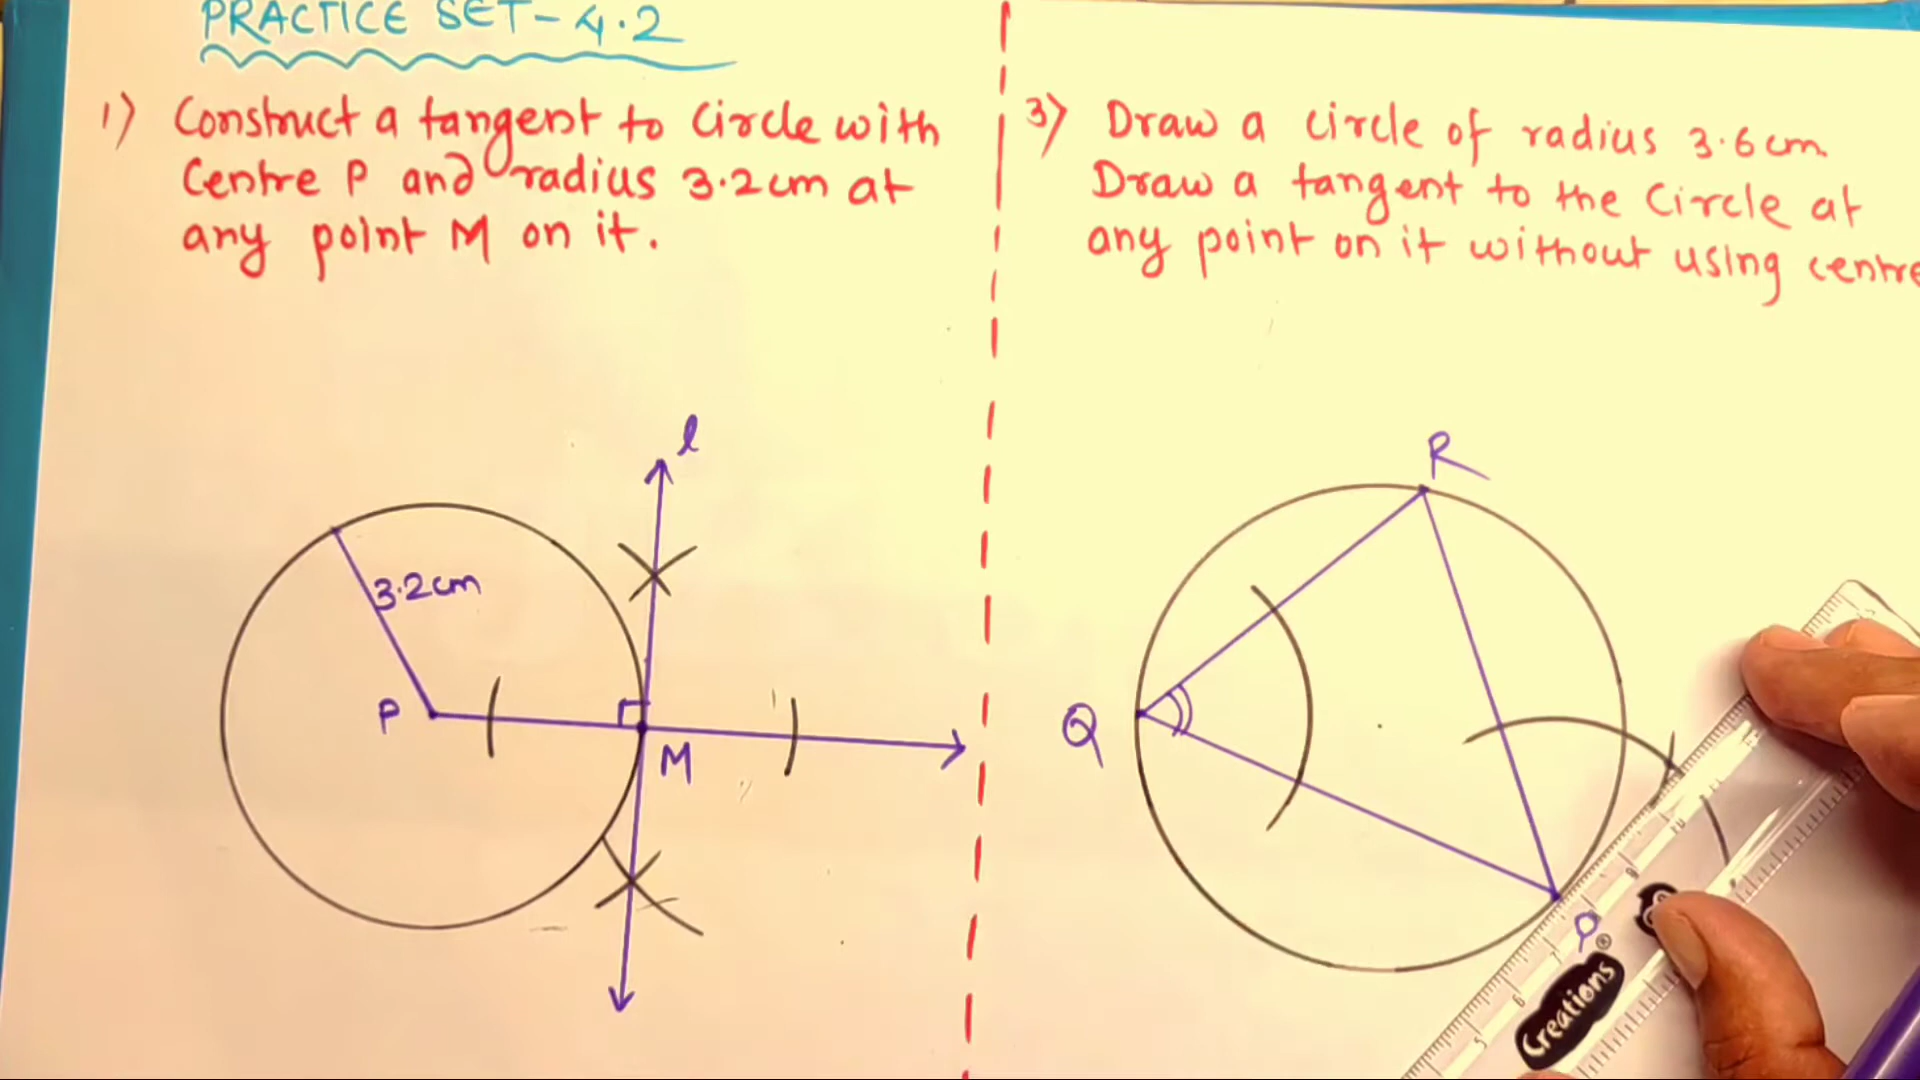 PRACTICE SET - 4.2
1) Construct a tangent to circle with
Centre P and radius 3.2cm at
any point M on it.
3) Draw a circle of radius 3.6cm.
Draw a tangent to the Circle at
any point on it without using centre
l
3.2cm
P
M
R
Q
P
Creations